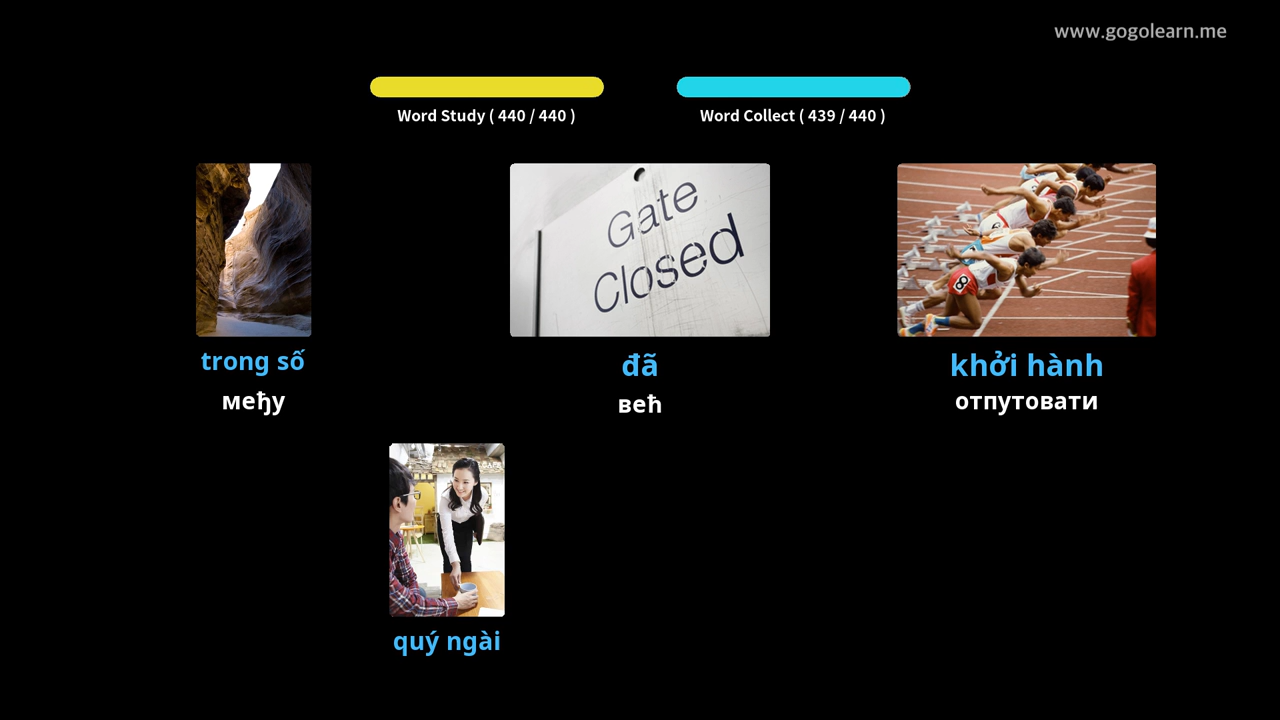 www.gogolearn.me
Word Study ( 440 / 440 )
Word Collect ( 439 / 440 )
Gate
Closed
8
trong số
међу
đã
већ
khởi hành
отпутовати
quý ngài